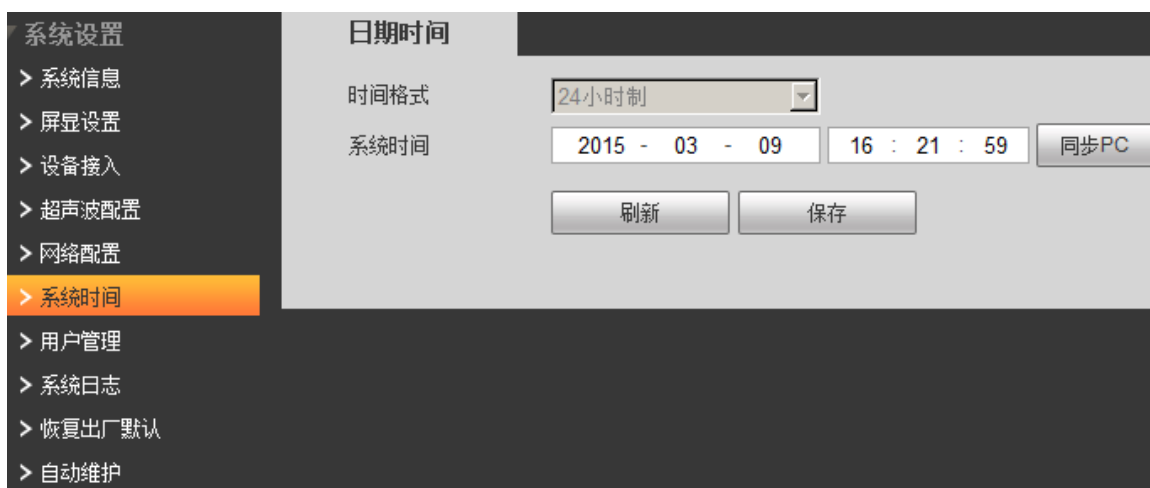 系统设置
> 系统信息
> 屏显设置
> 设备接入
> 超声波配置
> 网络配置
> 系统时间
> 用户管理
> 系统日志
> 恢复出厂默认
> 自动维护
日期时间
时间格式 24小时制
系统时间 2015 - 03 - 09 16 : 21 : 59 同步PC
刷新 保存